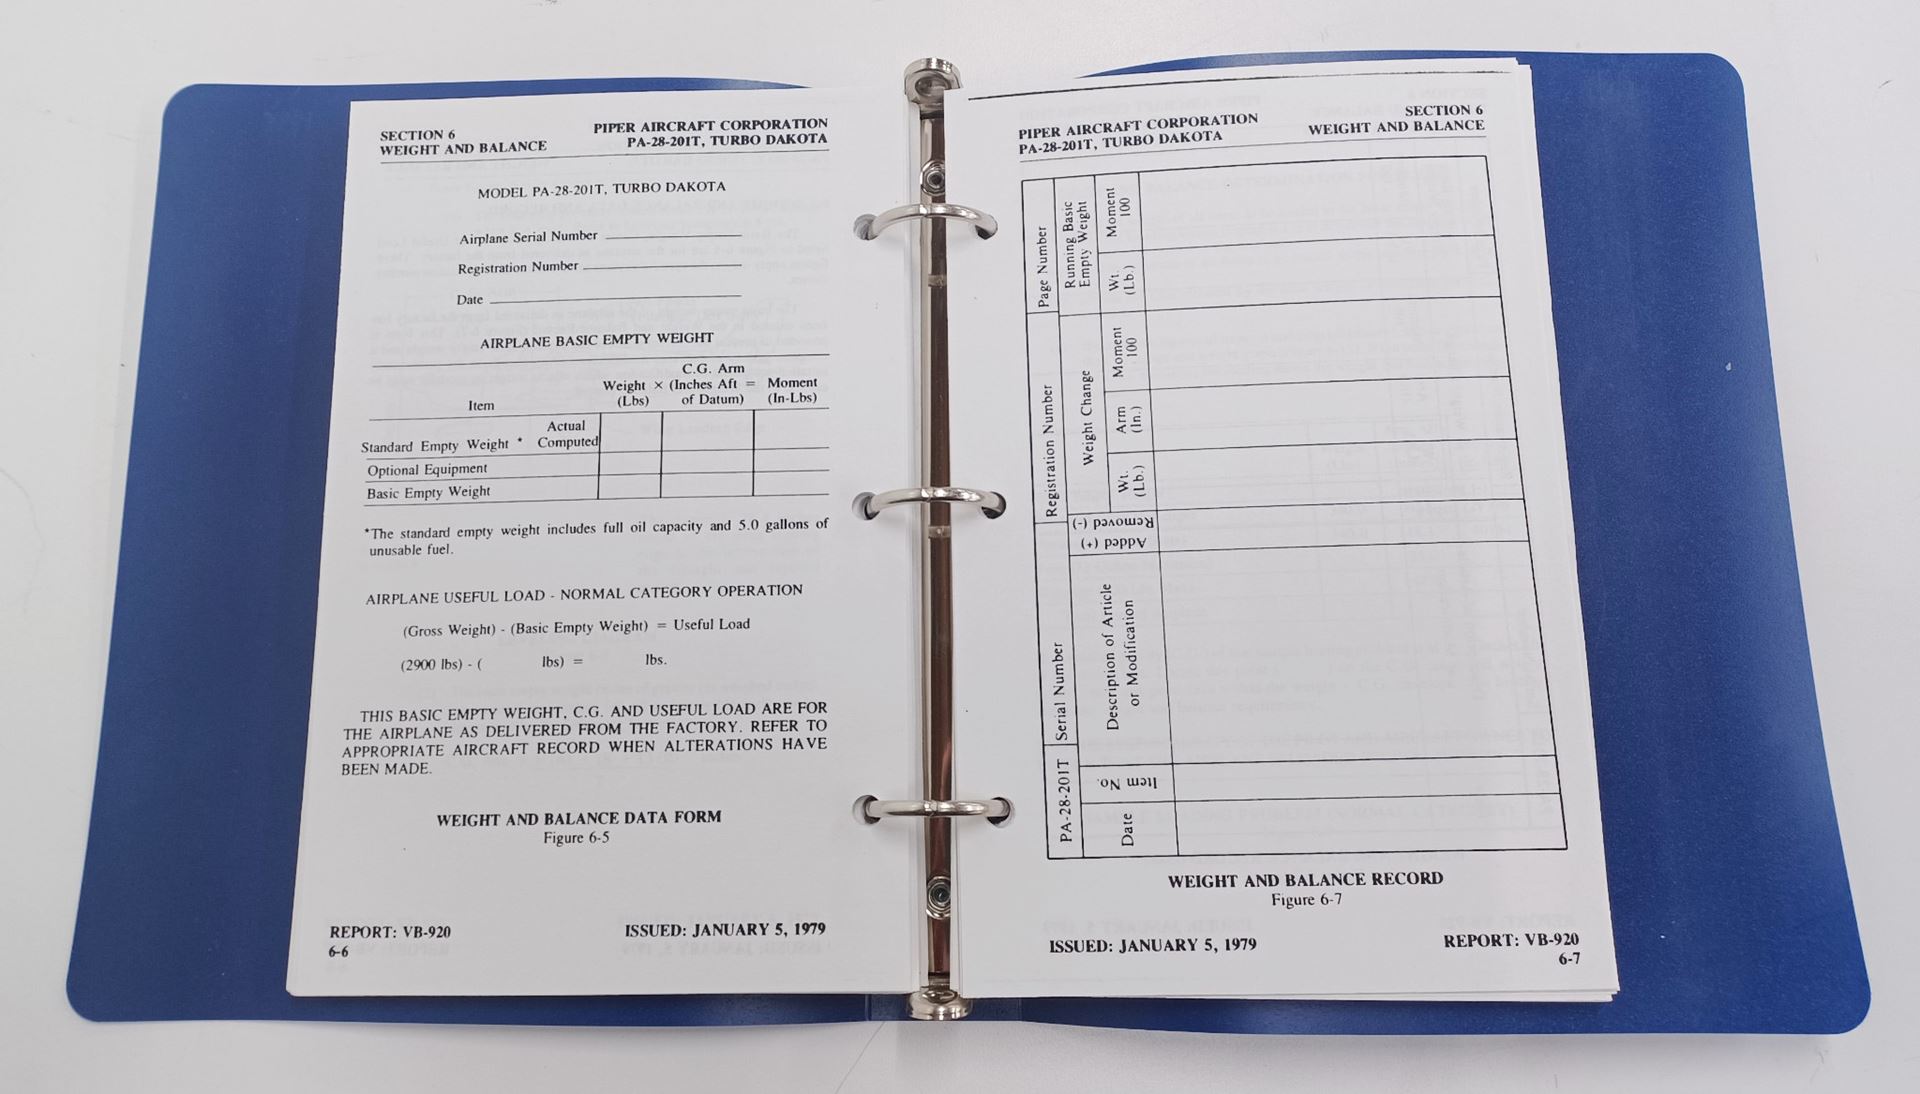 SECTION 6
WEIGHT AND BALANCE
PIPER AIRCRAFT CORPORATION
PA-28-201T, TURBO DAKOTA
MODEL PA-28-201T, TURBO DAKOTA
Airplane Serial Number
Registration Number
Date
AIRPLANE BASIC EMPTY WEIGHT
C.G. Arm
Weight × (Inches Aft = Moment
Item (Lbs) of Datum) (In-Lbs)
Actual
Standard Empty Weight * Computed
Optional Equipment
Basic Empty Weight
*The standard empty weight includes full oil capacity and 5.0 gallons of
unusable fuel.
AIRPLANE USEFUL LOAD - NORMAL CATEGORY OPERATION
(Gross Weight) - (Basic Empty Weight) = Useful Load
(2900 lbs) - ( lbs) = lbs.
THIS BASIC EMPTY WEIGHT, C.G. AND USEFUL LOAD ARE FOR
THE AIRPLANE AS DELIVERED FROM THE FACTORY. REFER TO
APPROPRIATE AIRCRAFT RECORD WHEN ALTERATIONS HAVE
BEEN MADE.
WEIGHT AND BALANCE DATA FORM
Figure 6-5
REPORT: VB-920
6-6
ISSUED: JANUARY 5, 1979
PIPER AIRCRAFT CORPORATION
PA-28-201T, TURBO DAKOTA
SECTION 6
WEIGHT AND BALANCE
PA-28-201T
Serial Number
Registration Number
Page Number
Date
Item No.
Description of Article
or Modification
Added (+)
Removed (-)
Weight Change
Wt.
(Lb.)
Arm
(In.)
Moment
100
Running Basic
Empty Weight
Wt.
(Lb.)
Moment
100
WEIGHT AND BALANCE RECORD
Figure 6-7
ISSUED: JANUARY 5, 1979
REPORT: VB-920
6-7